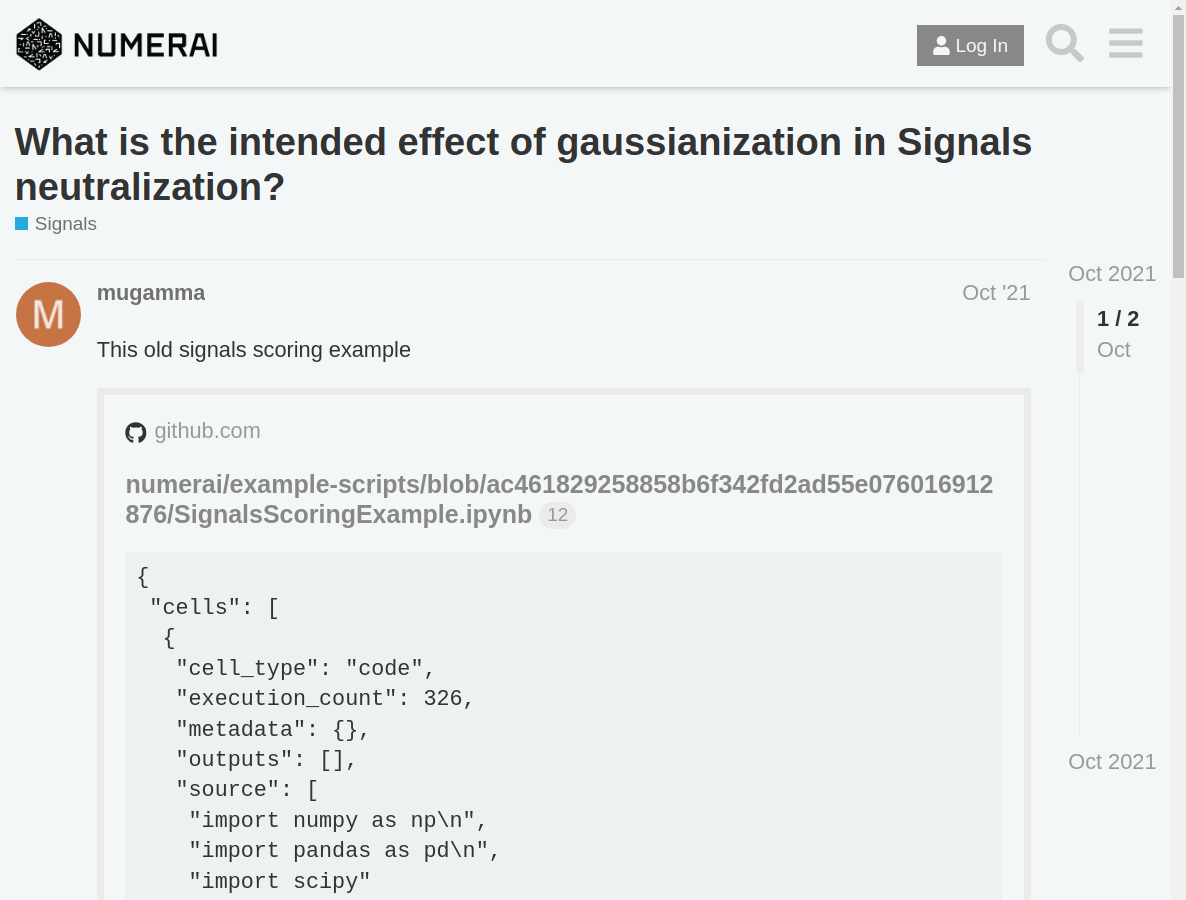 NUMERAI
Log In
What is the intended effect of gaussianization in Signals
neutralization?
Signals
Oct 2021
M
mugamma
Oct '21
1 / 2
Oct
This old signals scoring example
github.com
numerai/example-scripts/blob/ac461829258858b6f342fd2ad55e076016912
876/SignalsScoringExample.ipynb 12
{
 "cells": [
  {
   "cell_type": "code",
   "execution_count": 326,
   "metadata": {},
   "outputs": [],
   "source": [
    "import numpy as np\n",
    "import pandas as pd\n",
    "import scipy"
Oct 2021